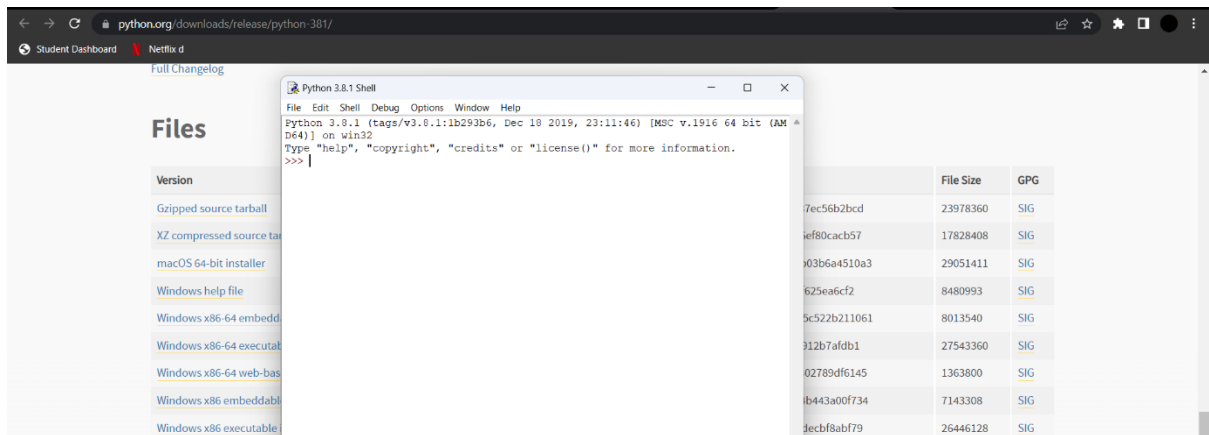 python.org/downloads/release/python-381/
Student Dashboard Netflix d
Full Changelog
Files
Python 3.8.1 Shell
File Edit Shell Debug Options Window Help
Python 3.8.1 (tags/v3.8.1:1b293b6, Dec 18 2019, 23:11:46) [MSC v.1916 64 bit (AM
D64)] on win32
Type "help", "copyright", "credits" or "license()" for more information.
>>>
Version File Size GPG
Gzipped source tarball 7ec56b2bcd 23978360 SIG
XZ compressed source tar ef80cacb57 17828408 SIG
macOS 64-bit installer 03b6a4510a3 29051411 SIG
Windows help file 625ea6cf2 8480993 SIG
Windows x86-64 embedd 5c522b211061 8013540 SIG
Windows x86-64 executab 912b7afdb1 27543360 SIG
Windows x86-64 web-bas 02789df6145 1363800 SIG
Windows x86 embeddabl b443a00f734 7143308 SIG
Windows x86 executable decbf8abf79 26446128 SIG